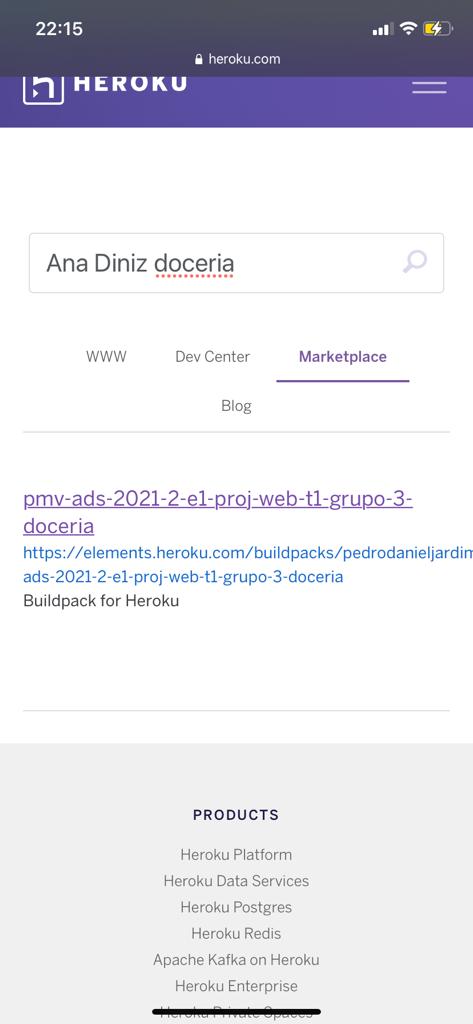 22:15
heroku.com
HEROKU
Ana Diniz doceria
WWW
Dev Center
Marketplace
Blog
pmv-ads-2021-2-e1-proj-web-t1-grupo-3-
doceria
https://elements.heroku.com/buildpacks/pedrodanieljardim
ads-2021-2-e1-proj-web-t1-grupo-3-doceria
Buildpack for Heroku
PRODUCTS
Heroku Platform
Heroku Data Services
Heroku Postgres
Heroku Redis
Apache Kafka on Heroku
Heroku Enterprise
Heroku Private Spaces